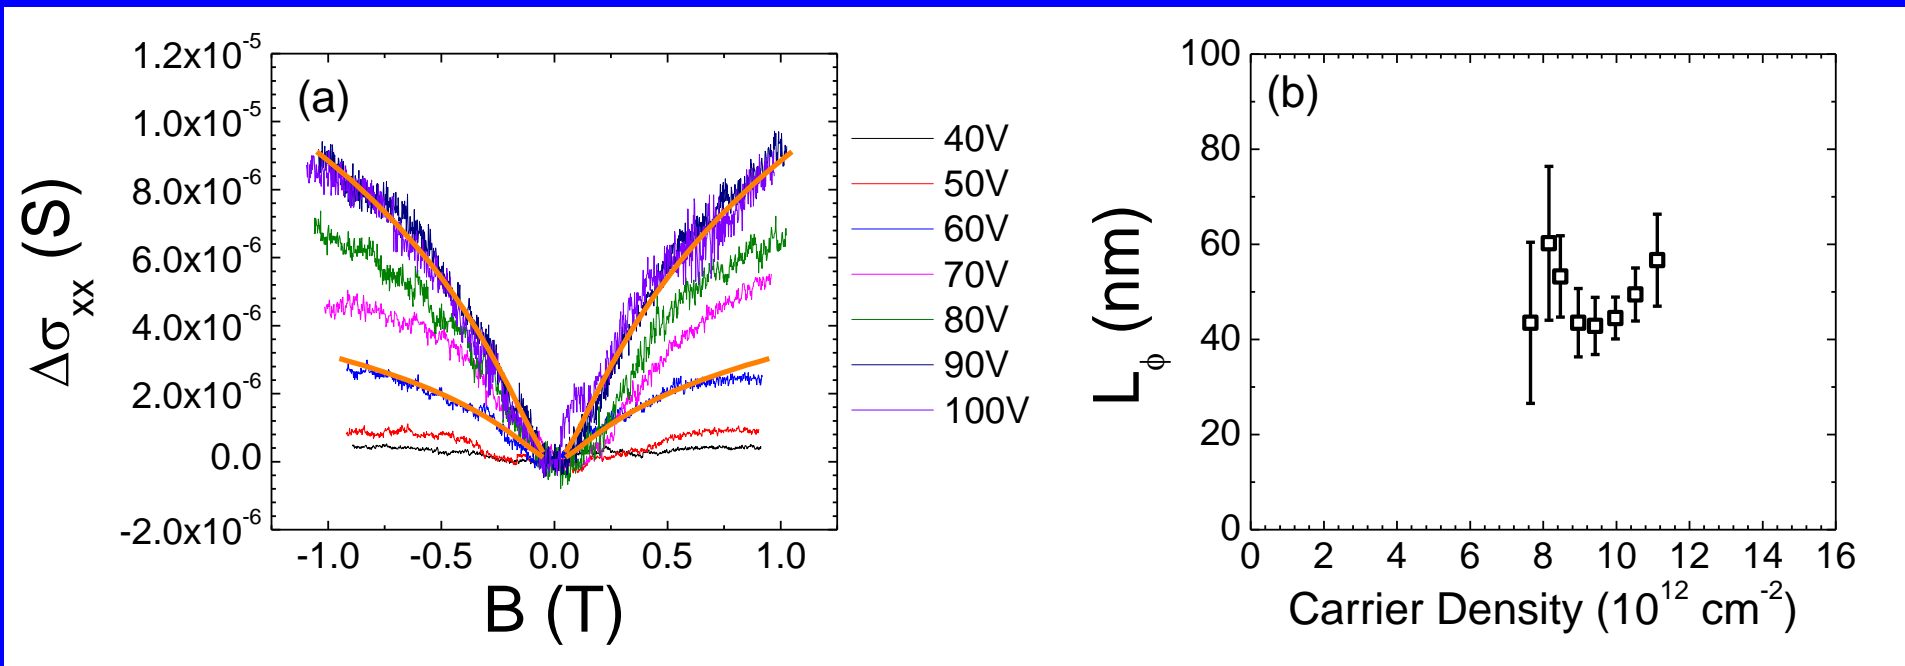 (a)
Δσxx (S)
1.2x10^-5
1.0x10^-5
8.0x10^-6
6.0x10^-6
4.0x10^-6
2.0x10^-6
0.0
-2.0x10^-6
-1.0 -0.5 0.0 0.5 1.0
B (T)
40V
50V
60V
70V
80V
90V
100V
(b)
Lϕ (nm)
100
80
60
40
20
0
0 2 4 6 8 10 12 14 16
Carrier Density (10^12 cm^-2)